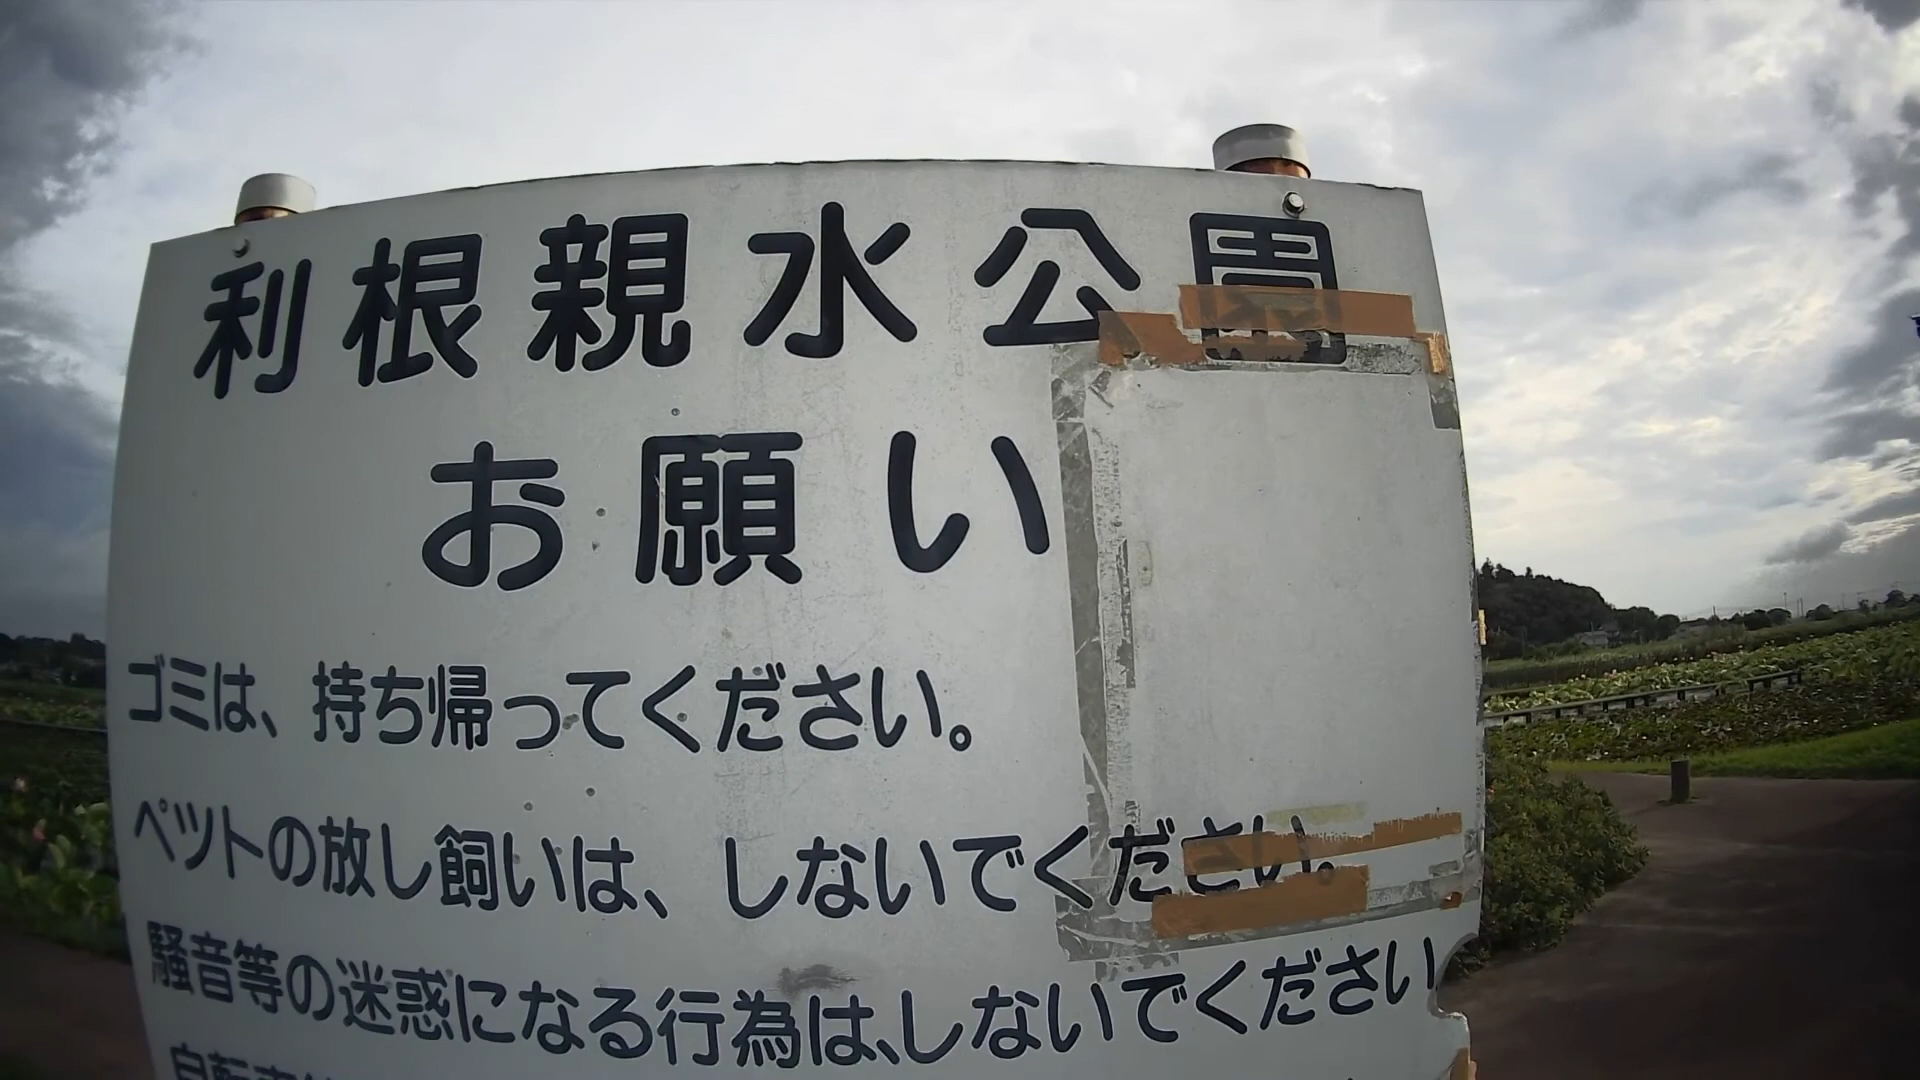 利根親水公園
お願い
ゴミは、持ち帰ってください。
ペットの放し飼いは、しないでください。
騒音等の迷惑になる行為は、しないでください
自転車